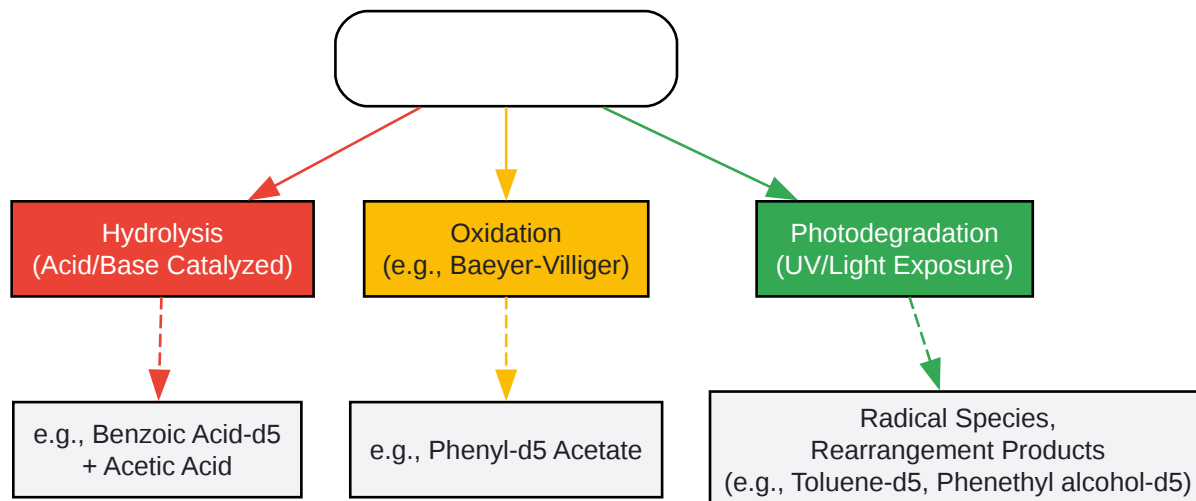 Hydrolysis
(Acid/Base Catalyzed)
Oxidation
(e.g., Baeyer-Villiger)
Photodegradation
(UV/Light Exposure)
e.g., Benzoic Acid-d5
+ Acetic Acid
e.g., Phenyl-d5 Acetate
Radical Species,
Rearrangement Products
(e.g., Toluene-d5, Phenethyl alcohol-d5)